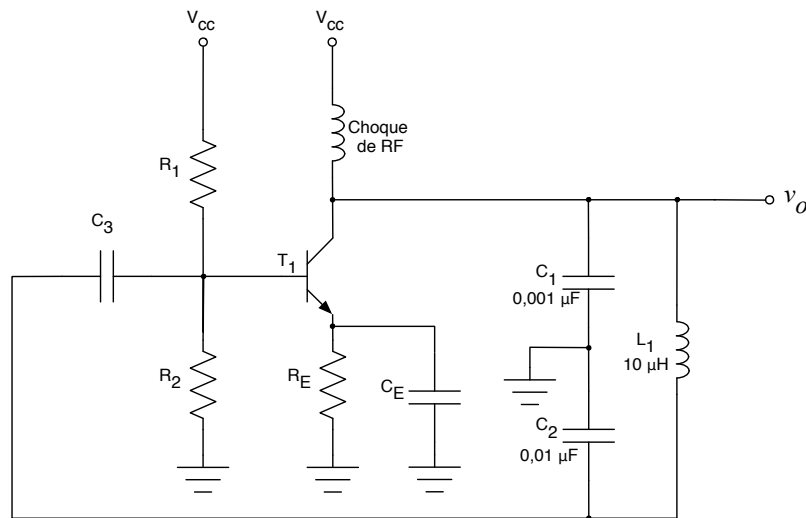 Vcc
Vcc
Choque
de RF
R1
C3
T1
vo
C1
0,001 µF
L1
10 µH
R2
RE
CE
C2
0,01 µF